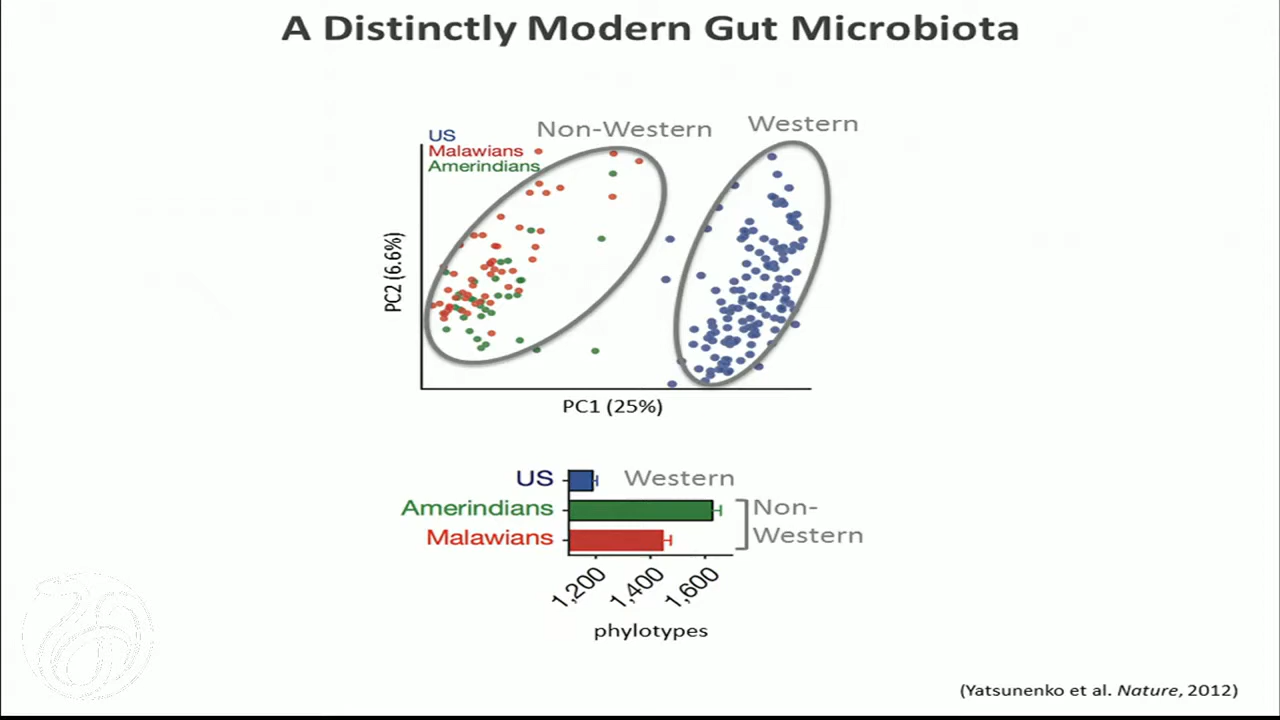 A Distinctly Modern Gut Microbiota
US
Malawians
Amerindians
Non-Western
Western
PC2 (6.6%)
PC1 (25%)
US
Western
Amerindians
Malawians
Non-
Western
1,200
1,400
1,600
phylotypes
(Yatsunenko et al. Nature, 2012)